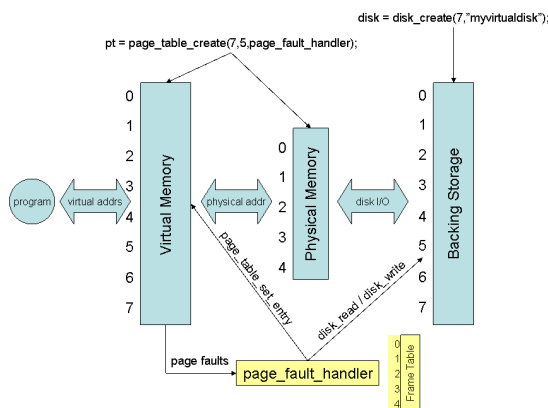 disk = disk_create(7,"myvirtualdisk");
pt = page_table_create(7,5,page_fault_handler);
0
1
2
3
4
5
6
7
Virtual Memory
0
1
2
3
4
Physical Memory
0
1
2
3
4
5
6
7
Backing Storage
program
virtual addrs
physical addr
disk I/O
page_table_set_entry
disk_read / disk_write
page faults
page_fault_handler
0
1
2
3
4
Frame Table